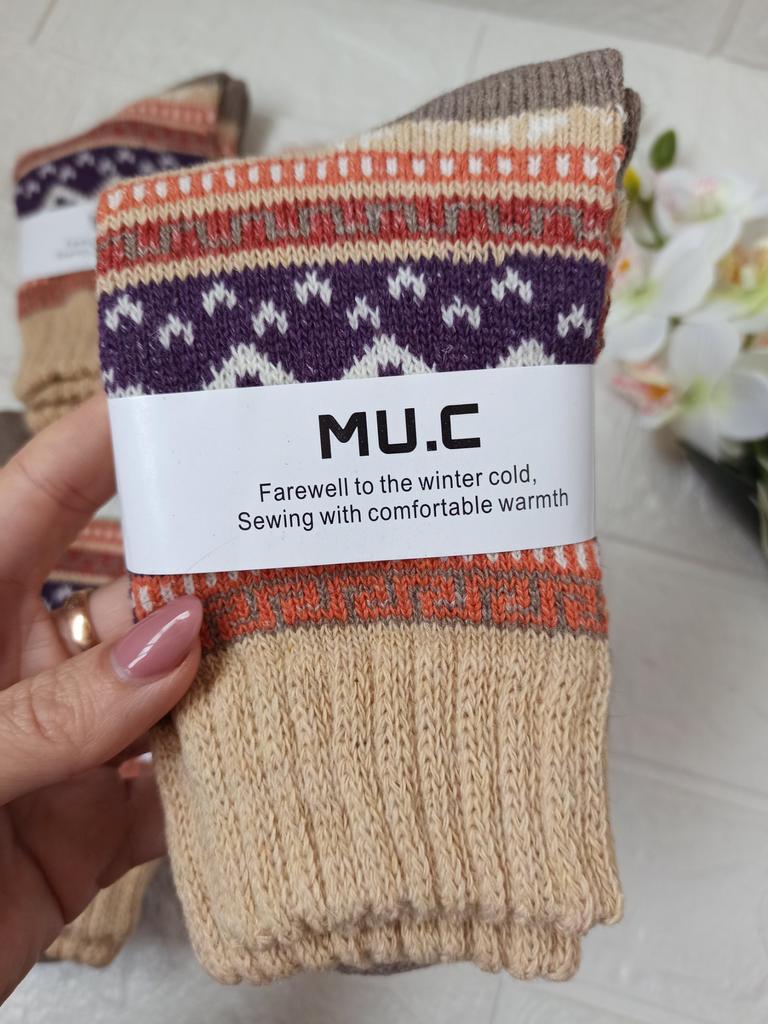 MU.C
Farewell to the winter cold,
Sewing with comfortable warmth